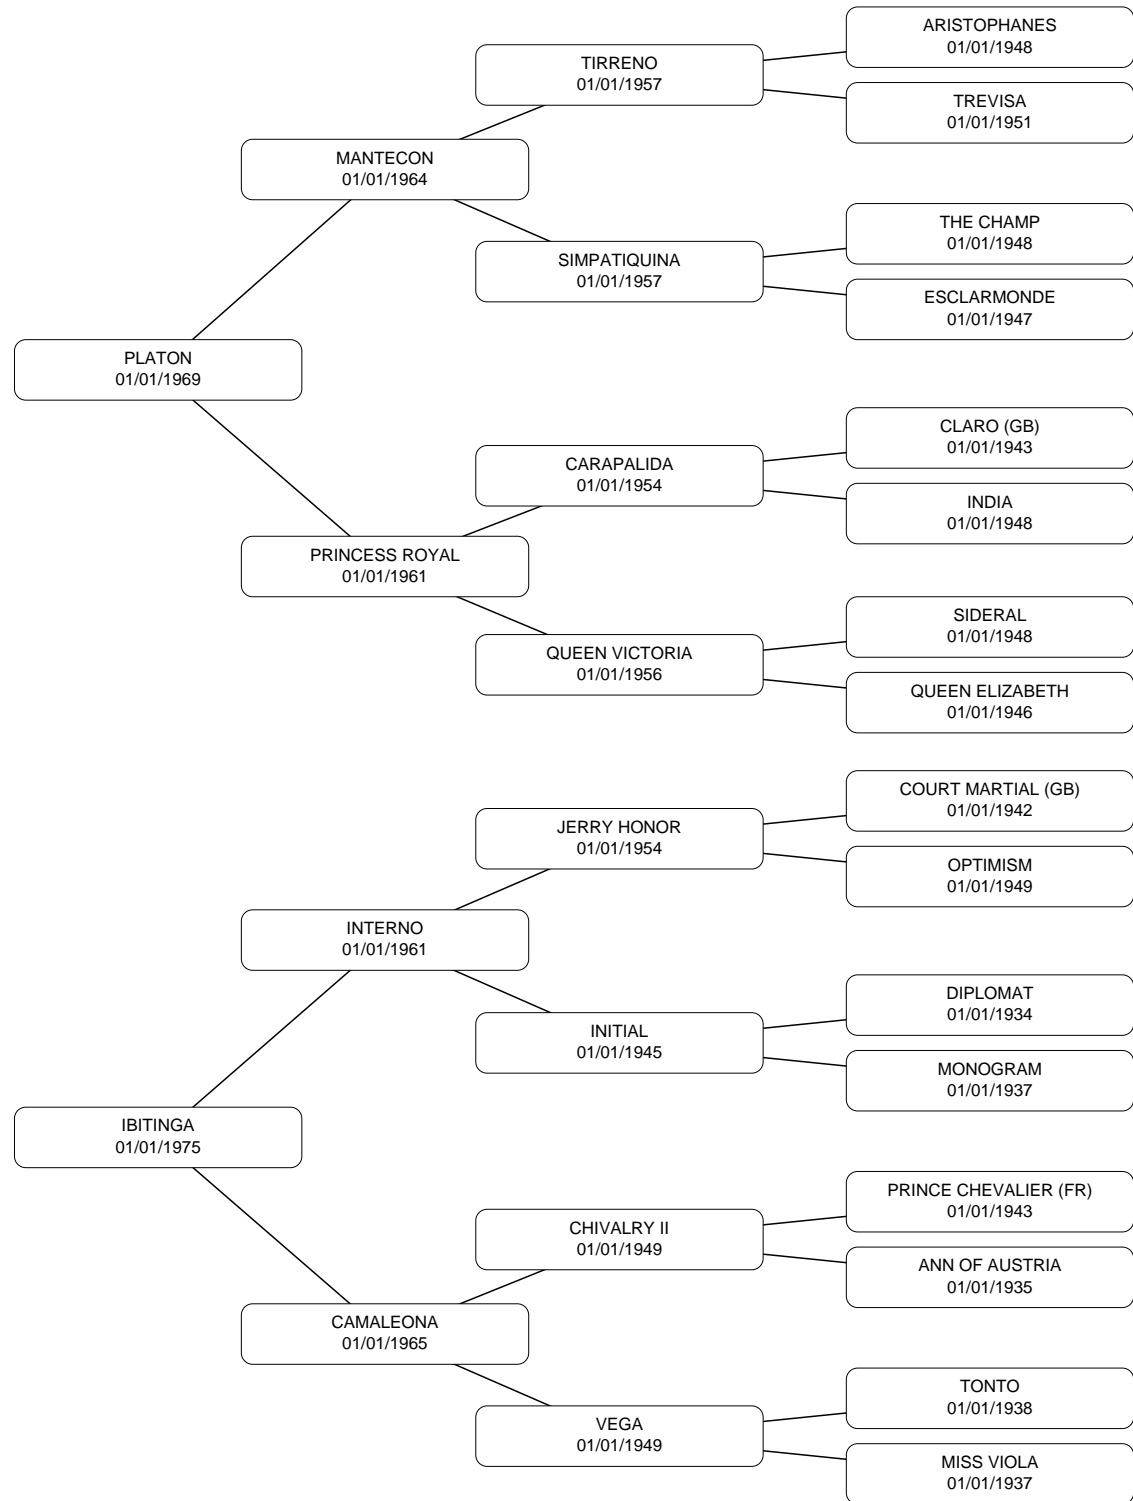 ARISTOPHANES
01/01/1948
TIRRENO
01/01/1957
TREVISA
01/01/1951
MANTECON
01/01/1964
THE CHAMP
01/01/1948
SIMPATIQUINA
01/01/1957
ESCLARMONDE
01/01/1947
PLATON
01/01/1969
CLARO (GB)
01/01/1943
CARAPALIDA
01/01/1954
INDIA
01/01/1948
PRINCESS ROYAL
01/01/1961
SIDERAL
01/01/1948
QUEEN VICTORIA
01/01/1956
QUEEN ELIZABETH
01/01/1946
COURT MARTIAL (GB)
01/01/1942
JERRY HONOR
01/01/1954
OPTIMISM
01/01/1949
INTERNO
01/01/1961
DIPLOMAT
01/01/1934
INITIAL
01/01/1945
MONOGRAM
01/01/1937
IBITINGA
01/01/1975
PRINCE CHEVALIER (FR)
01/01/1943
CHIVALRY II
01/01/1949
ANN OF AUSTRIA
01/01/1935
CAMALEONA
01/01/1965
TONTO
01/01/1938
VEGA
01/01/1949
MISS VIOLA
01/01/1937